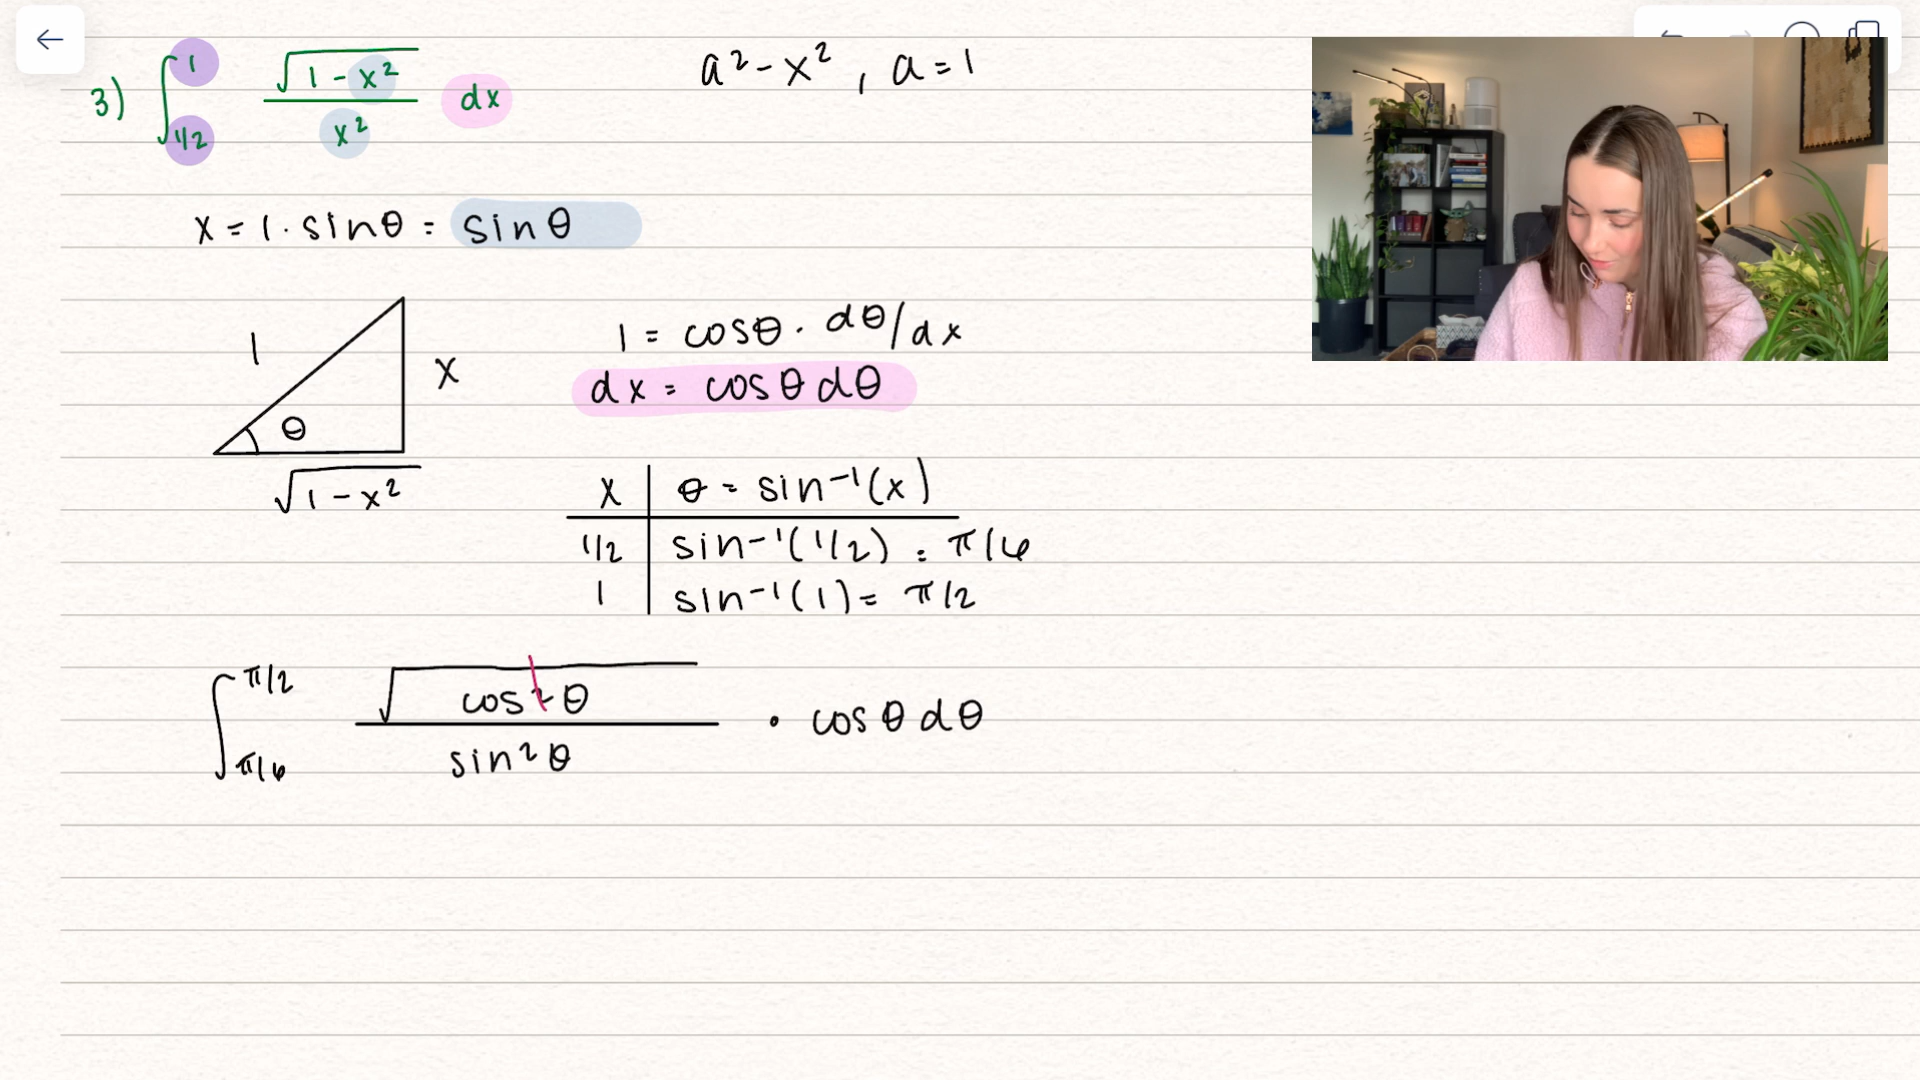 3) ∫_{1/2}^{1} √(1 - x²) / x² dx
a² - x² , a = 1
x = 1 · sinθ = sinθ
1
x
θ
√(1 - x²)
1 = cosθ · dθ/dx
dx = cosθ dθ
x | θ = sin⁻¹(x)
1/2 | sin⁻¹(1/2) = π/6
1 | sin⁻¹(1) = π/2
∫_{π/6}^{π/2} √(cos²θ) / sin²θ · cosθ dθ